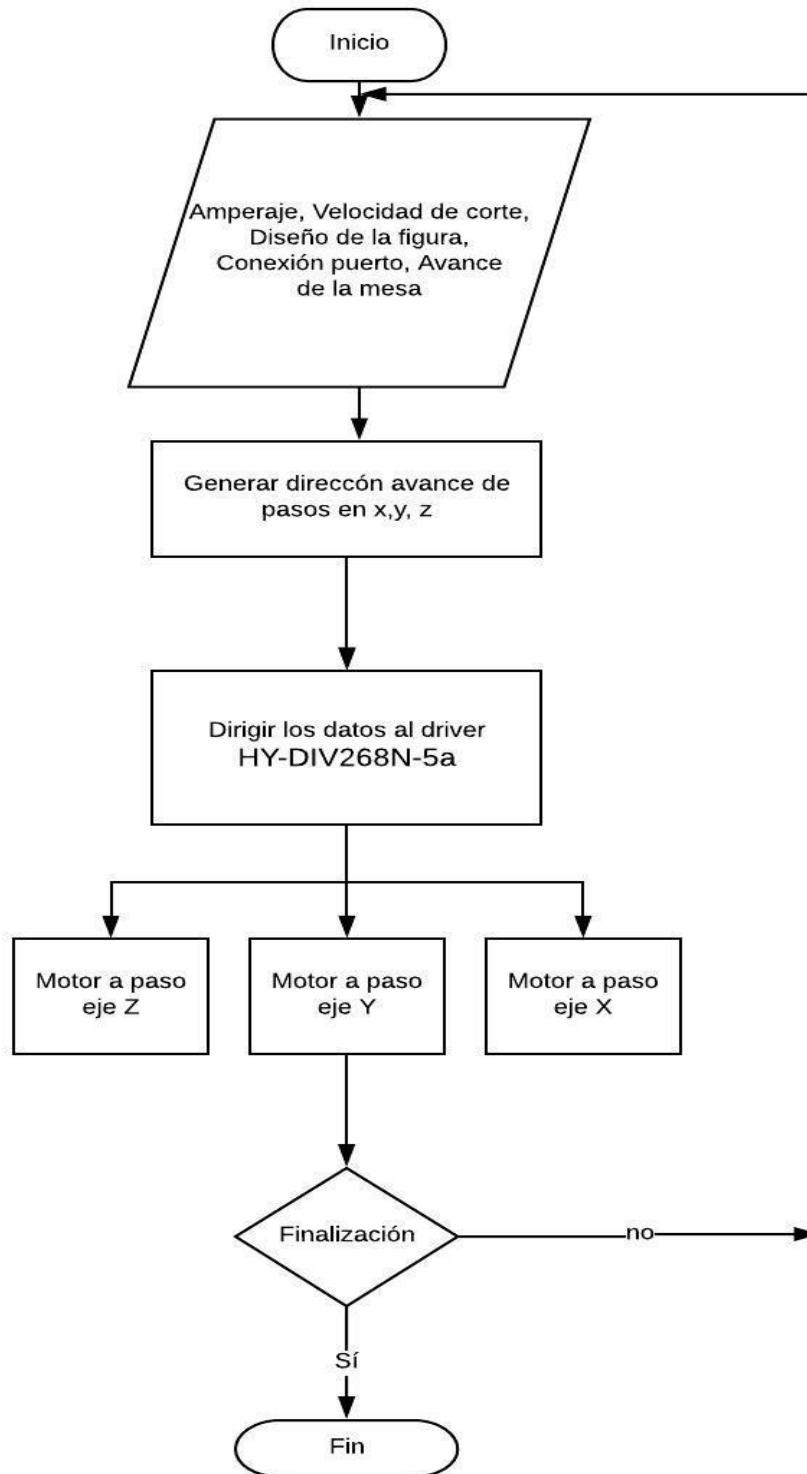 Inicio
Amperaje, Velocidad de corte,
Diseño de la figura,
Conexión puerto, Avance
de la mesa
Generar direccón avance de
pasos en x,y, z
Dirigir los datos al driver
HY-DIV268N-5a
Motor a paso
eje Z
Motor a paso
eje Y
Motor a paso
eje X
Finalización
no
Sí
Fin